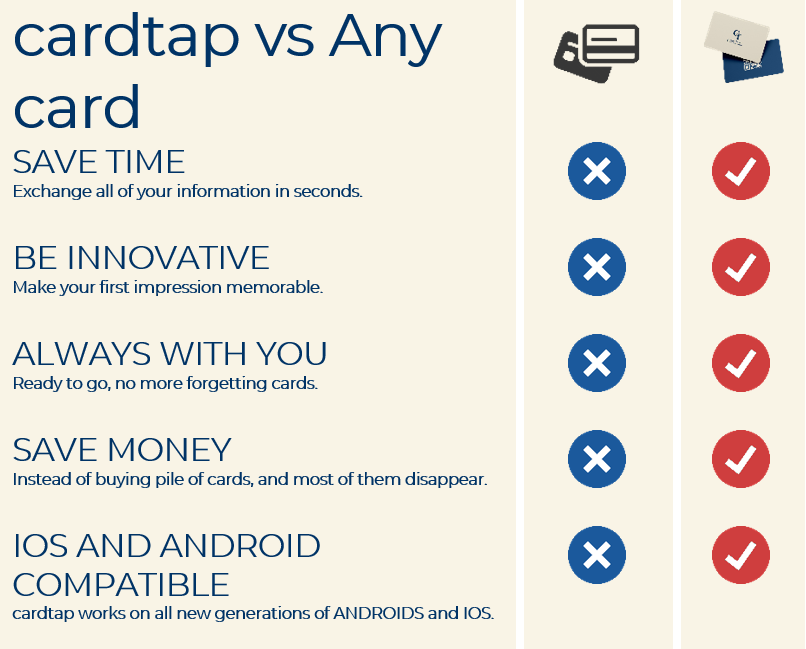 cardtap vs Any
card
SAVE TIME
Exchange all of your information in seconds.
BE INNOVATIVE
Make your first impression memorable.
ALWAYS WITH YOU
Ready to go, no more forgetting cards.
SAVE MONEY
Instead of buying pile of cards, and most of them disappear.
IOS AND ANDROID
COMPATIBLE
cardtap works on all new generations of ANDROIDS and IOS.